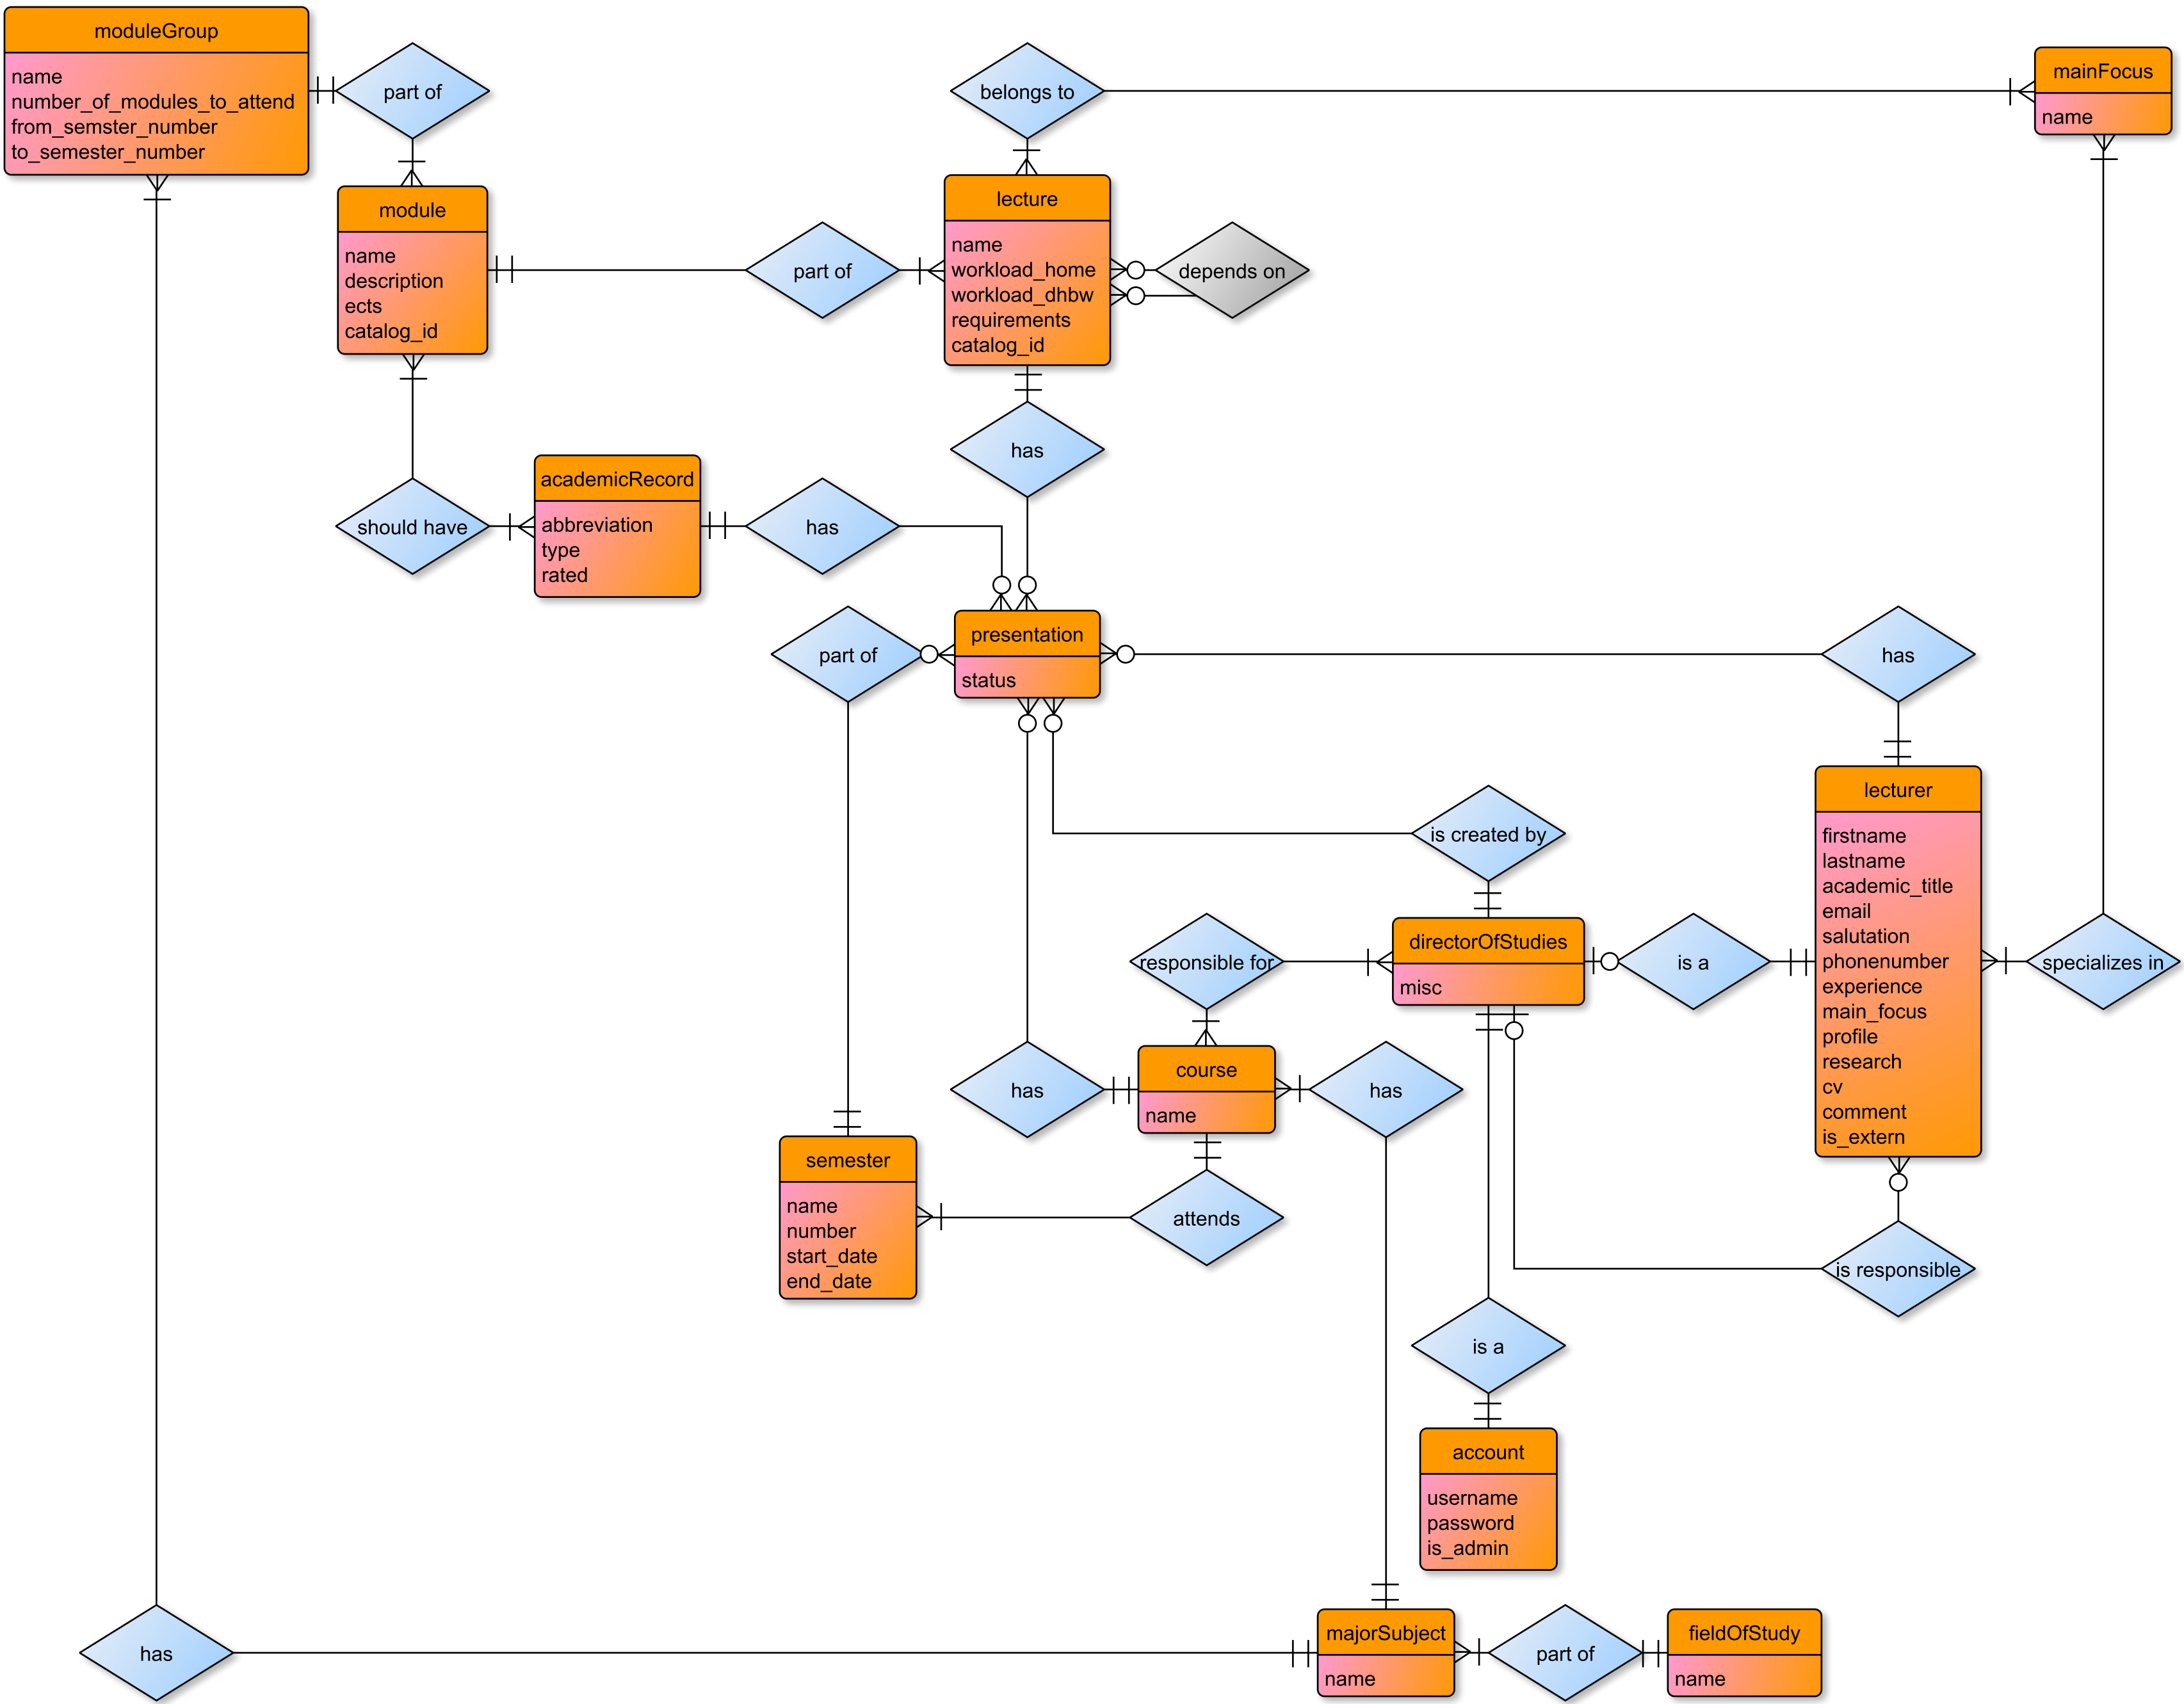 moduleGroup
name
number_of_modules_to_attend
from_semster_number
to_semester_number
part of
belongs to
mainFocus
name
module
name
description
ects
catalog_id
part of
lecture
name
workload_home
workload_dhbw
requirements
catalog_id
depends on
has
should have
academicRecord
abbreviation
type
rated
has
part of
presentation
status
has
is created by
lecturer
firstname
lastname
academic_title
email
salutation
phonenumber
experience
main_focus
profile
research
cv
comment
is_extern
responsible for
directorOfStudies
misc
is a
specializes in
has
course
name
has
semester
name
number
start_date
end_date
attends
is responsible
is a
account
username
password
is_admin
has
majorSubject
name
part of
fieldOfStudy
name